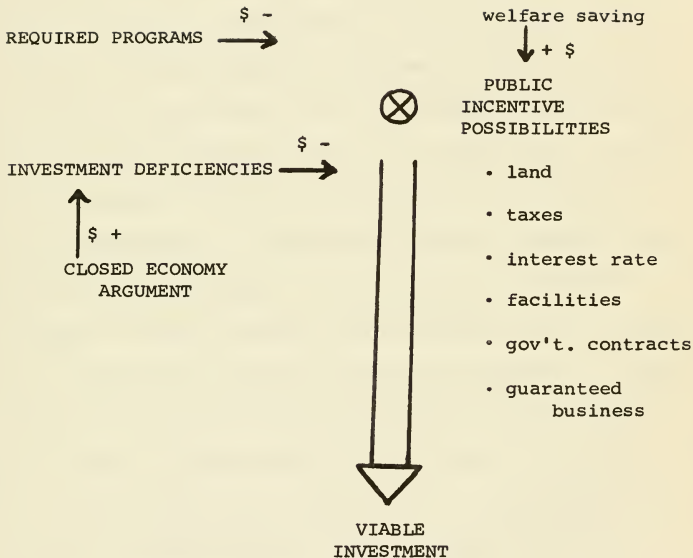 $ -
REQUIRED PROGRAMS
welfare saving
+ $
PUBLIC
INCENTIVE
POSSIBILITIES
$ -
INVESTMENT DEFICIENCIES
$ +
CLOSED ECONOMY
ARGUMENT
• land
• taxes
• interest rate
• facilities
• gov't. contracts
• guaranteed
business
VIABLE
INVESTMENT